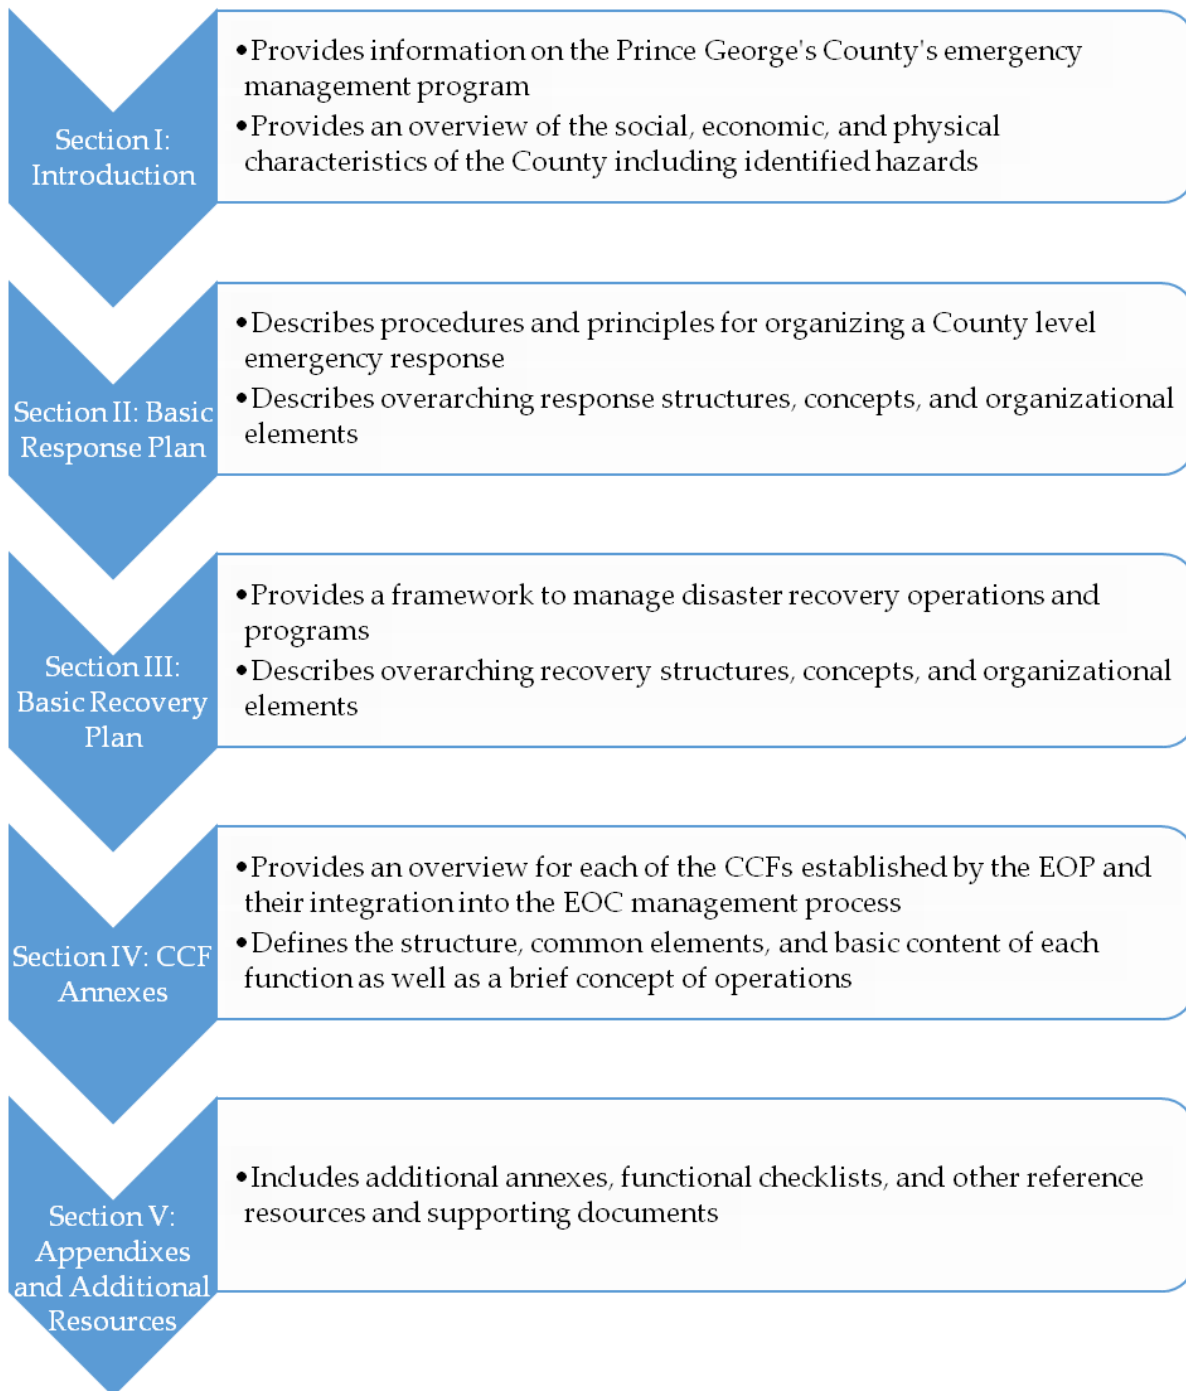 Section I:
Introduction
•Provides information on the Prince George's County's emergency
management program
•Provides an overview of the social, economic, and physical
characteristics of the County including identified hazards
Section II: Basic
Response Plan
•Describes procedures and principles for organizing a County level
emergency response
•Describes overarching response structures, concepts, and organizational
elements
Section III:
Basic Recovery
Plan
•Provides a framework to manage disaster recovery operations and
programs
•Describes overarching recovery structures, concepts, and organizational
elements
Section IV: CCF
Annexes
•Provides an overview for each of the CCFs established by the EOP and
their integration into the EOC management process
•Defines the structure, common elements, and basic content of each
function as well as a brief concept of operations
Section V:
Appendixes
and Additional
Resources
•Includes additional annexes, functional checklists, and other reference
resources and supporting documents